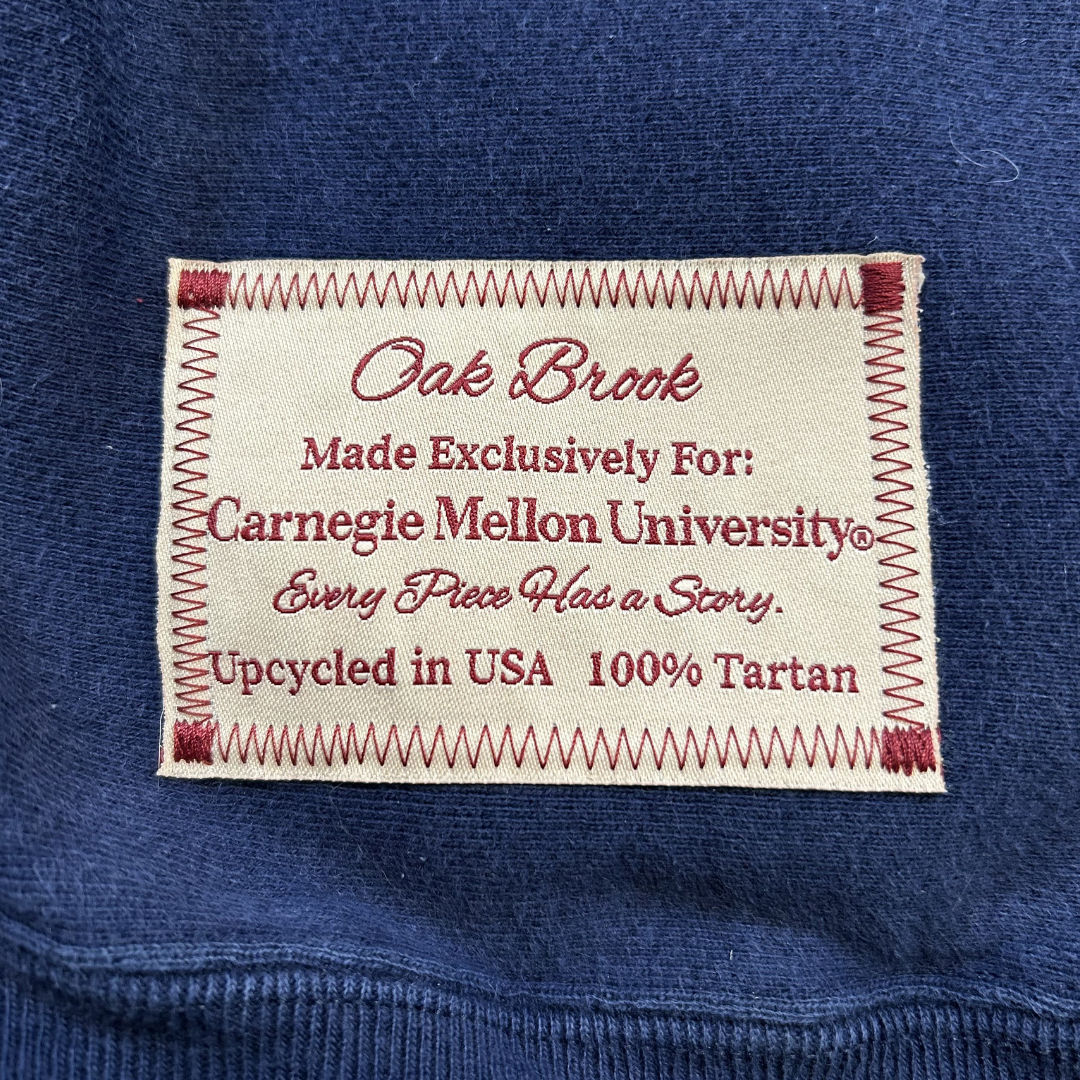 Oak Brook
Made Exclusively For:
Carnegie Mellon University®
Every Piece Has a Story.
Upcycled in USA 100% Tartan